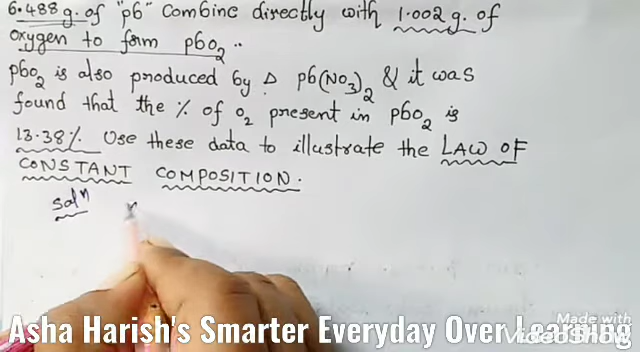 6.488 g. of "pb" combine directly with 1.002 g. of
oxygen to form pbo₂ ..
pbo₂ is also produced by Δ pb(NO₃)₂ & it was
found that the % of o₂ present in pbo₂ is
13.38%. Use these data to illustrate the LAW OF
CONSTANT COMPOSITION.
Solⁿ
Asha Harish's Smarter Everyday Over Learning
Made with
VideoShow